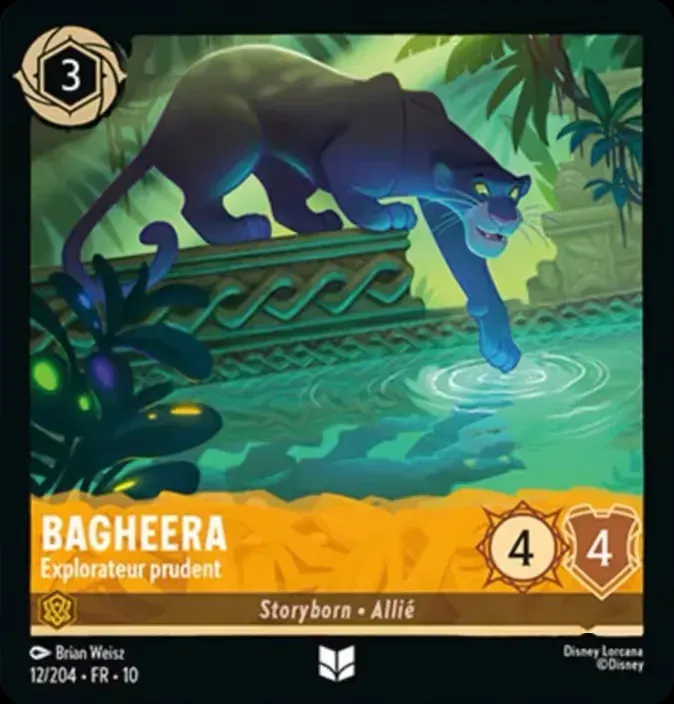 3
BAGHEERA
Explorateur prudent
4
4
Storyborn • Allié
Brian Weisz
12/204 • FR • 10
Disney Lorcana
©Disney